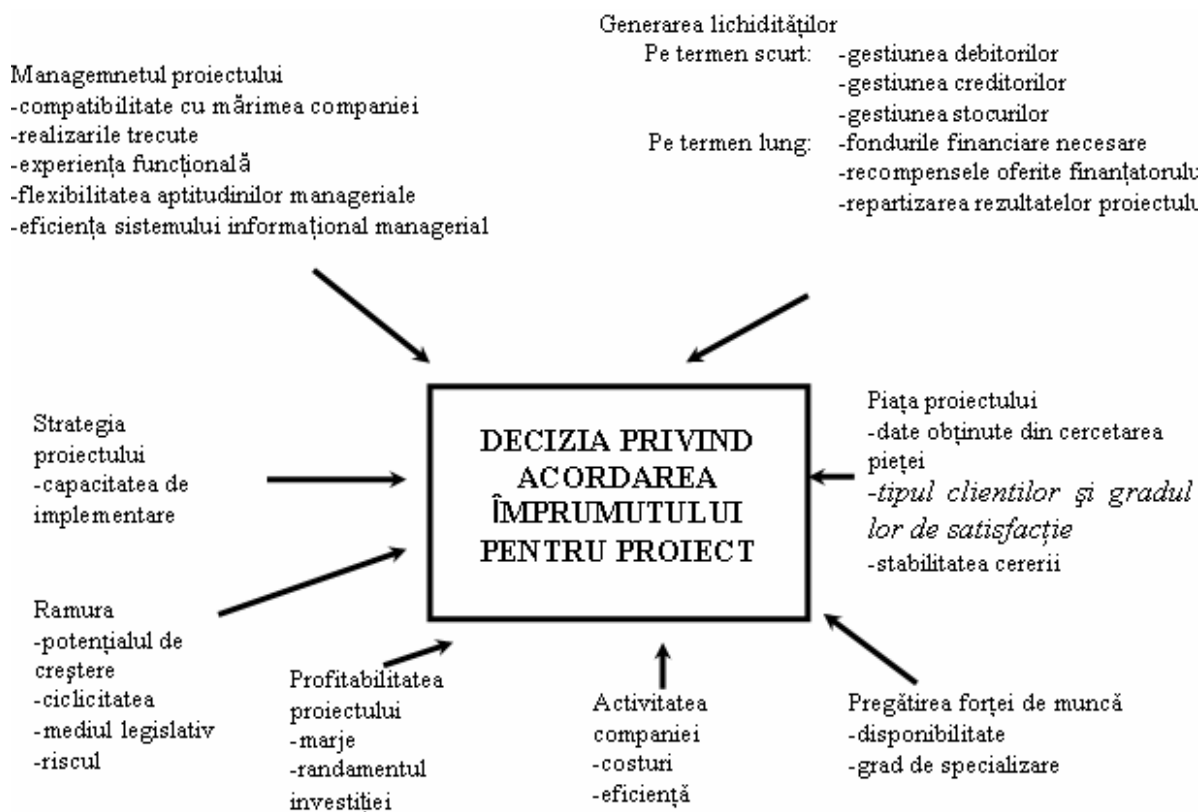 Generarea lichidităților
Pe termen scurt: -gestiunea debitorilor
-gestiunea creditorilor
-gestiunea stocurilor
Pe termen lung: -fondurile financiare necesare
-recompensele oferite finanțatorulu
-repartizarea rezultatelor proiectulu
Managemnetul proiectului
-compatibilitate cu mărimea companiei
-realizarile trecute
-experiența funcțională
-flexibilitatea aptitudinilor manageriale
-eficiența sistemului informațional managerial
DECIZIA PRIVIND
ACORDAREA
ÎMPRUMUTULUI
PENTRU PROIECT
Strategia
proiectului
-capacitatea de
implementare
Piața proiectului
-date obținute din cercetarea
pieței
-tipul clientilor și gradul
lor de satisfacție
-stabilitatea cererii
Ramura
-potențialul de
creștere
-ciclicitatea
-mediul legislativ
-riscul
Profitabilitatea
proiectului
-marje
-randamentul
investitiei
Activitatea
companiei
-costuri
-eficiență
Pregătirea forței de muncă
-disponibilitate
-grad de specializare